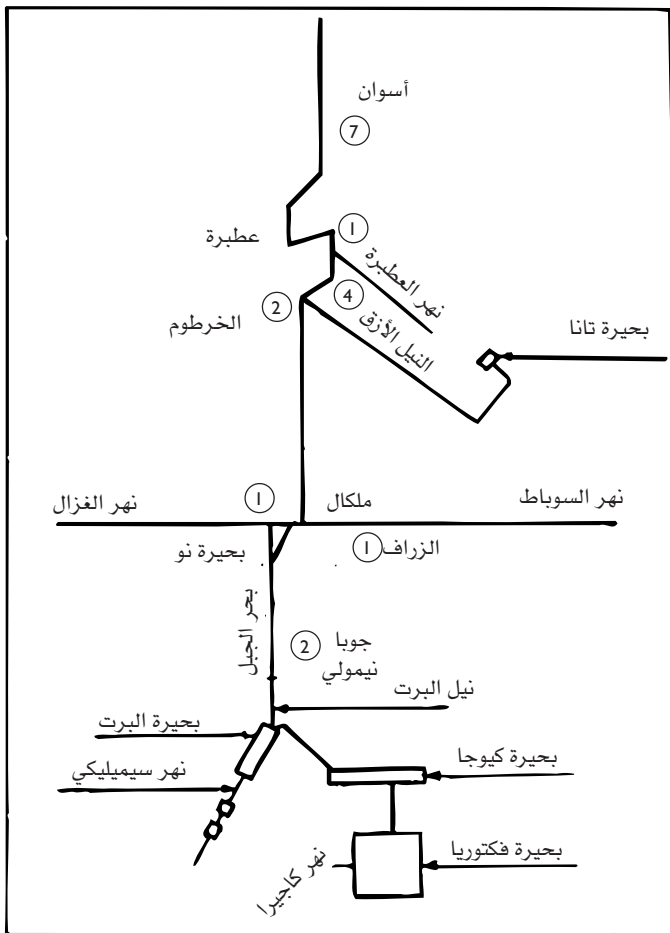 أسوان
7
عطبرة
1
نهر العطبرة
4
2
الخرطوم
النيل الأزق
بحيرة تانا
1
ملكال
نهر السوباط
نهر الغزال
بحيرة نو
1
الزراف
بحر الجبل
2
جوبا
نيمولي
نيل البرت
بحيرة البرت
نهر سيميليكي
بحيرة كيوجا
بحيرة فكتوريا
نهر كاجيرا